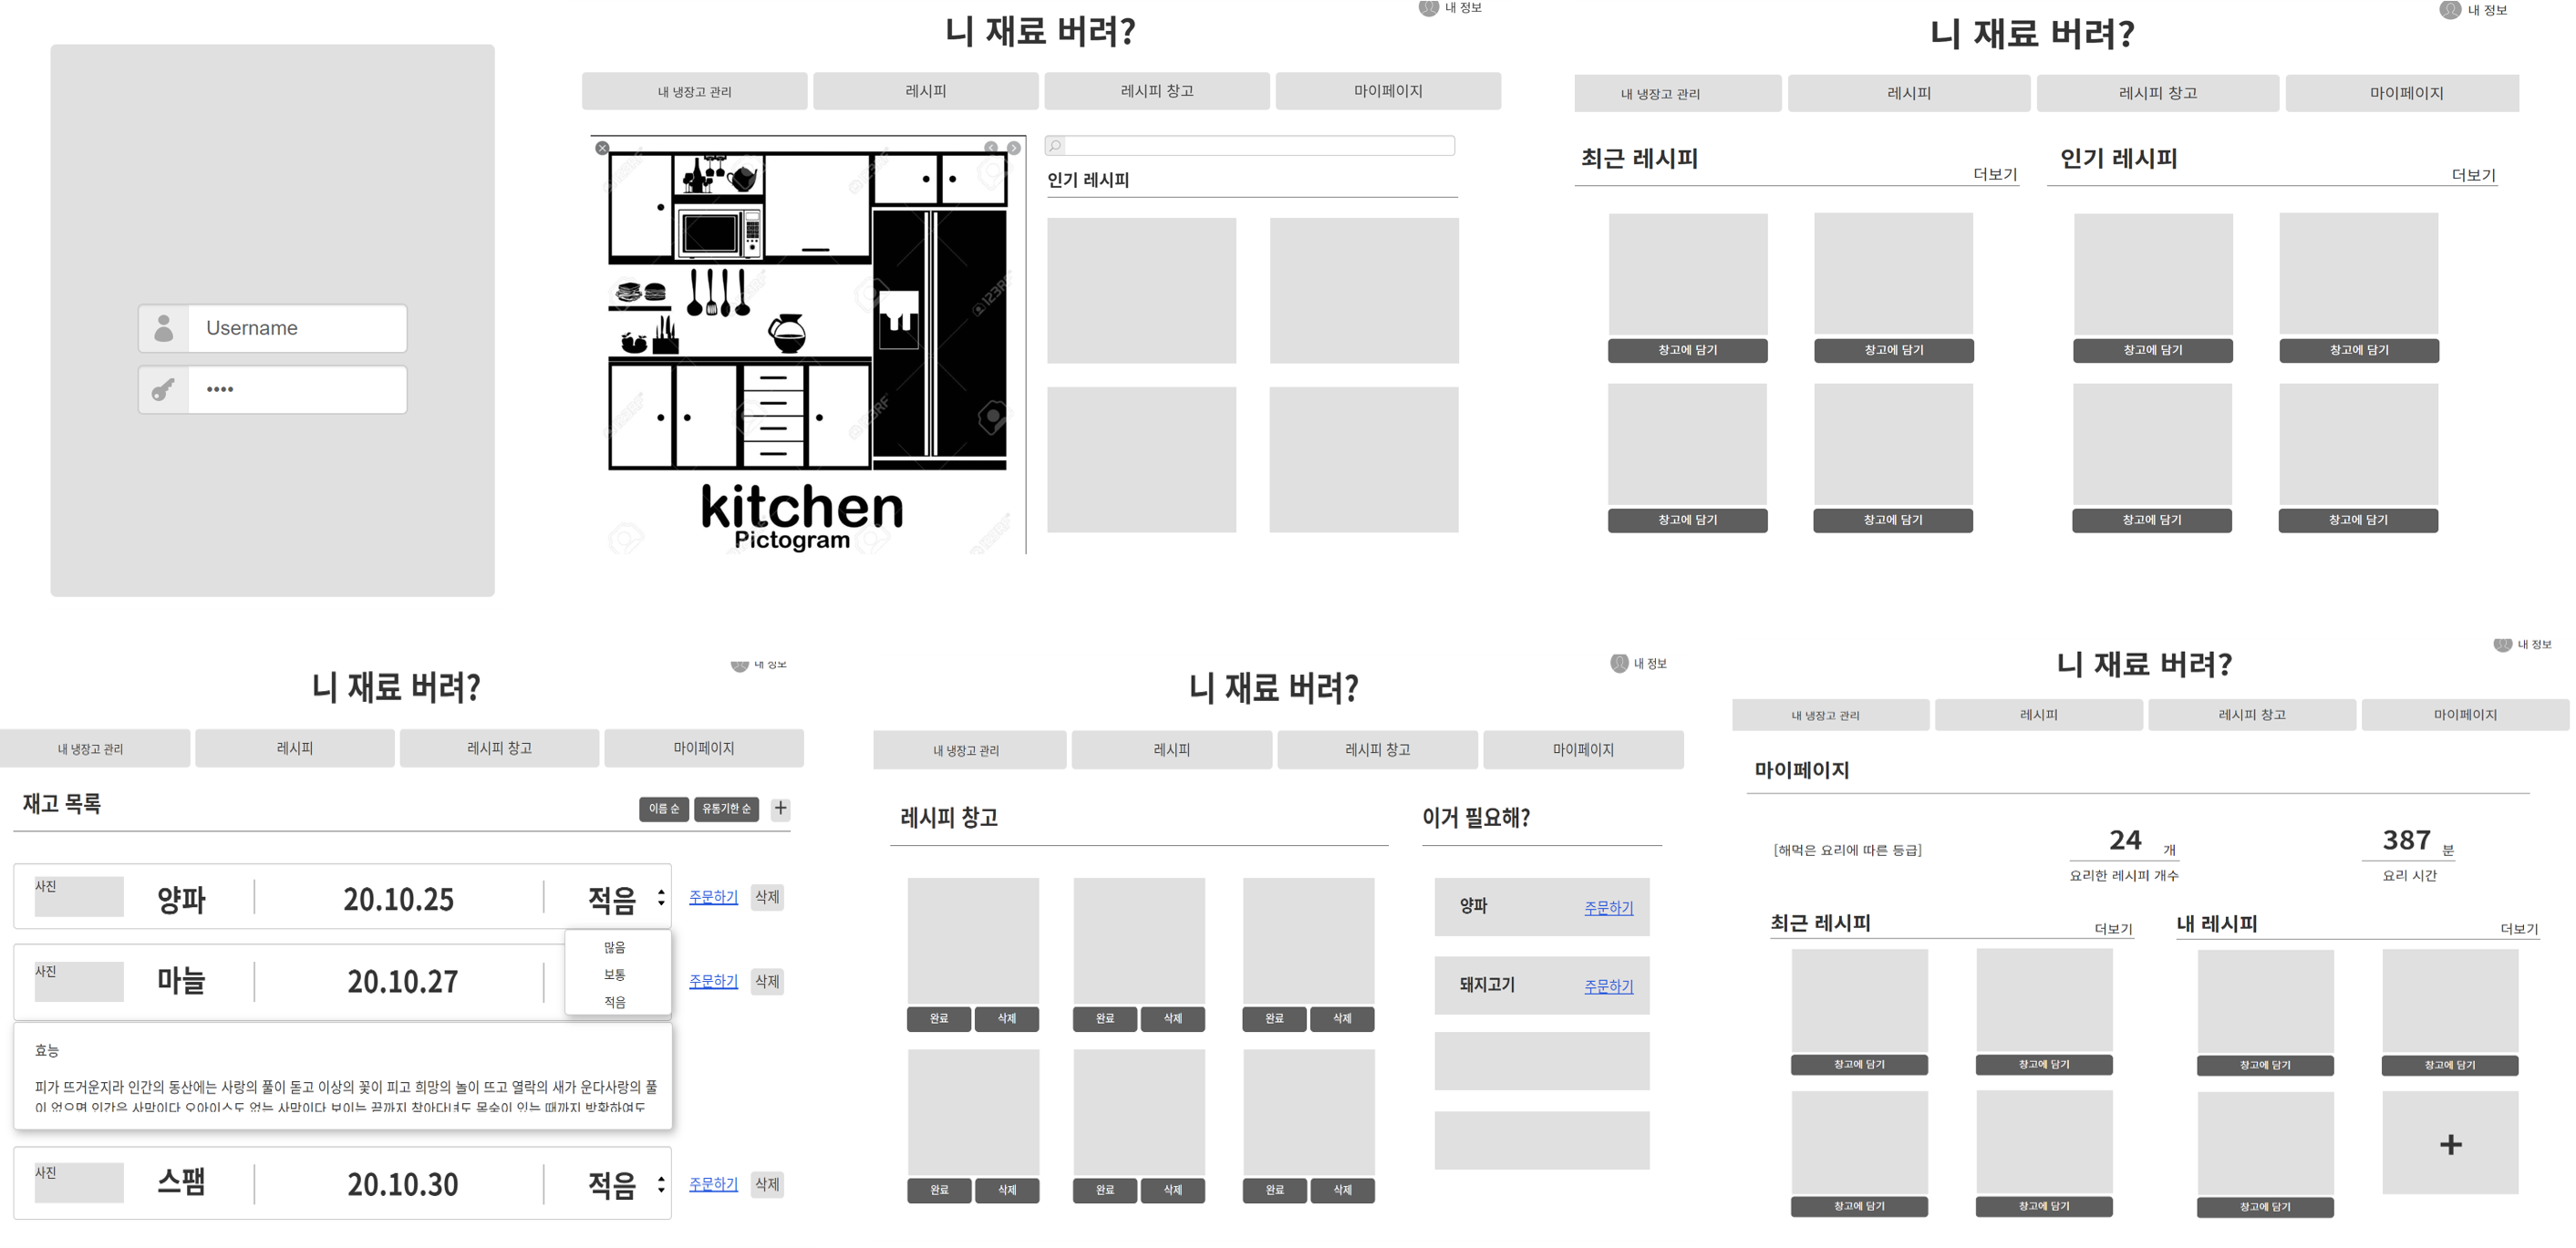 Username
니 재료 버려?
내 정보
내 냉장고 관리
레시피
레시피 창고
마이페이지
인기 레시피
kitchen
Pictogram
123RF
123RF
123RF
니 재료 버려?
내 정보
내 냉장고 관리
레시피
레시피 창고
마이페이지
최근 레시피
더보기
인기 레시피
더보기
창고에 담기
창고에 담기
창고에 담기
창고에 담기
창고에 담기
창고에 담기
창고에 담기
창고에 담기
니 재료 버려?
내 정보
내 냉장고 관리
레시피
레시피 창고
마이페이지
재고 목록
이름 순
유통기한 순
+
사진
양파
20.10.25
적음
주문하기
삭제
많음
보통
적음
사진
마늘
20.10.27
주문하기
삭제
효능
피가 뜨거운지라 인간의 동산에는 사랑의 풀이 돋고 이상의 꽃이 피고 희망의 놀이 뜨고 열락의 새가 운다사랑의 풀
이 없으면 인간은 사막이다 오아이스도 없는 사막이다 보이는 끝까지 찾아다녀도 목숨이 있는 때까지 방황하여도
사진
스팸
20.10.30
적음
주문하기
삭제
니 재료 버려?
내 정보
내 냉장고 관리
레시피
레시피 창고
마이페이지
레시피 창고
이거 필요해?
양파
주문하기
돼지고기
주문하기
완료
삭제
완료
삭제
완료
삭제
완료
삭제
완료
삭제
완료
삭제
니 재료 버려?
내 정보
내 냉장고 관리
레시피
레시피 창고
마이페이지
마이페이지
[해먹은 요리에 따른 등급]
24 개
요리한 레시피 개수
387 분
요리 시간
최근 레시피
더보기
내 레시피
더보기
창고에 담기
창고에 담기
창고에 담기
창고에 담기
+
창고에 담기
창고에 담기
창고에 담기